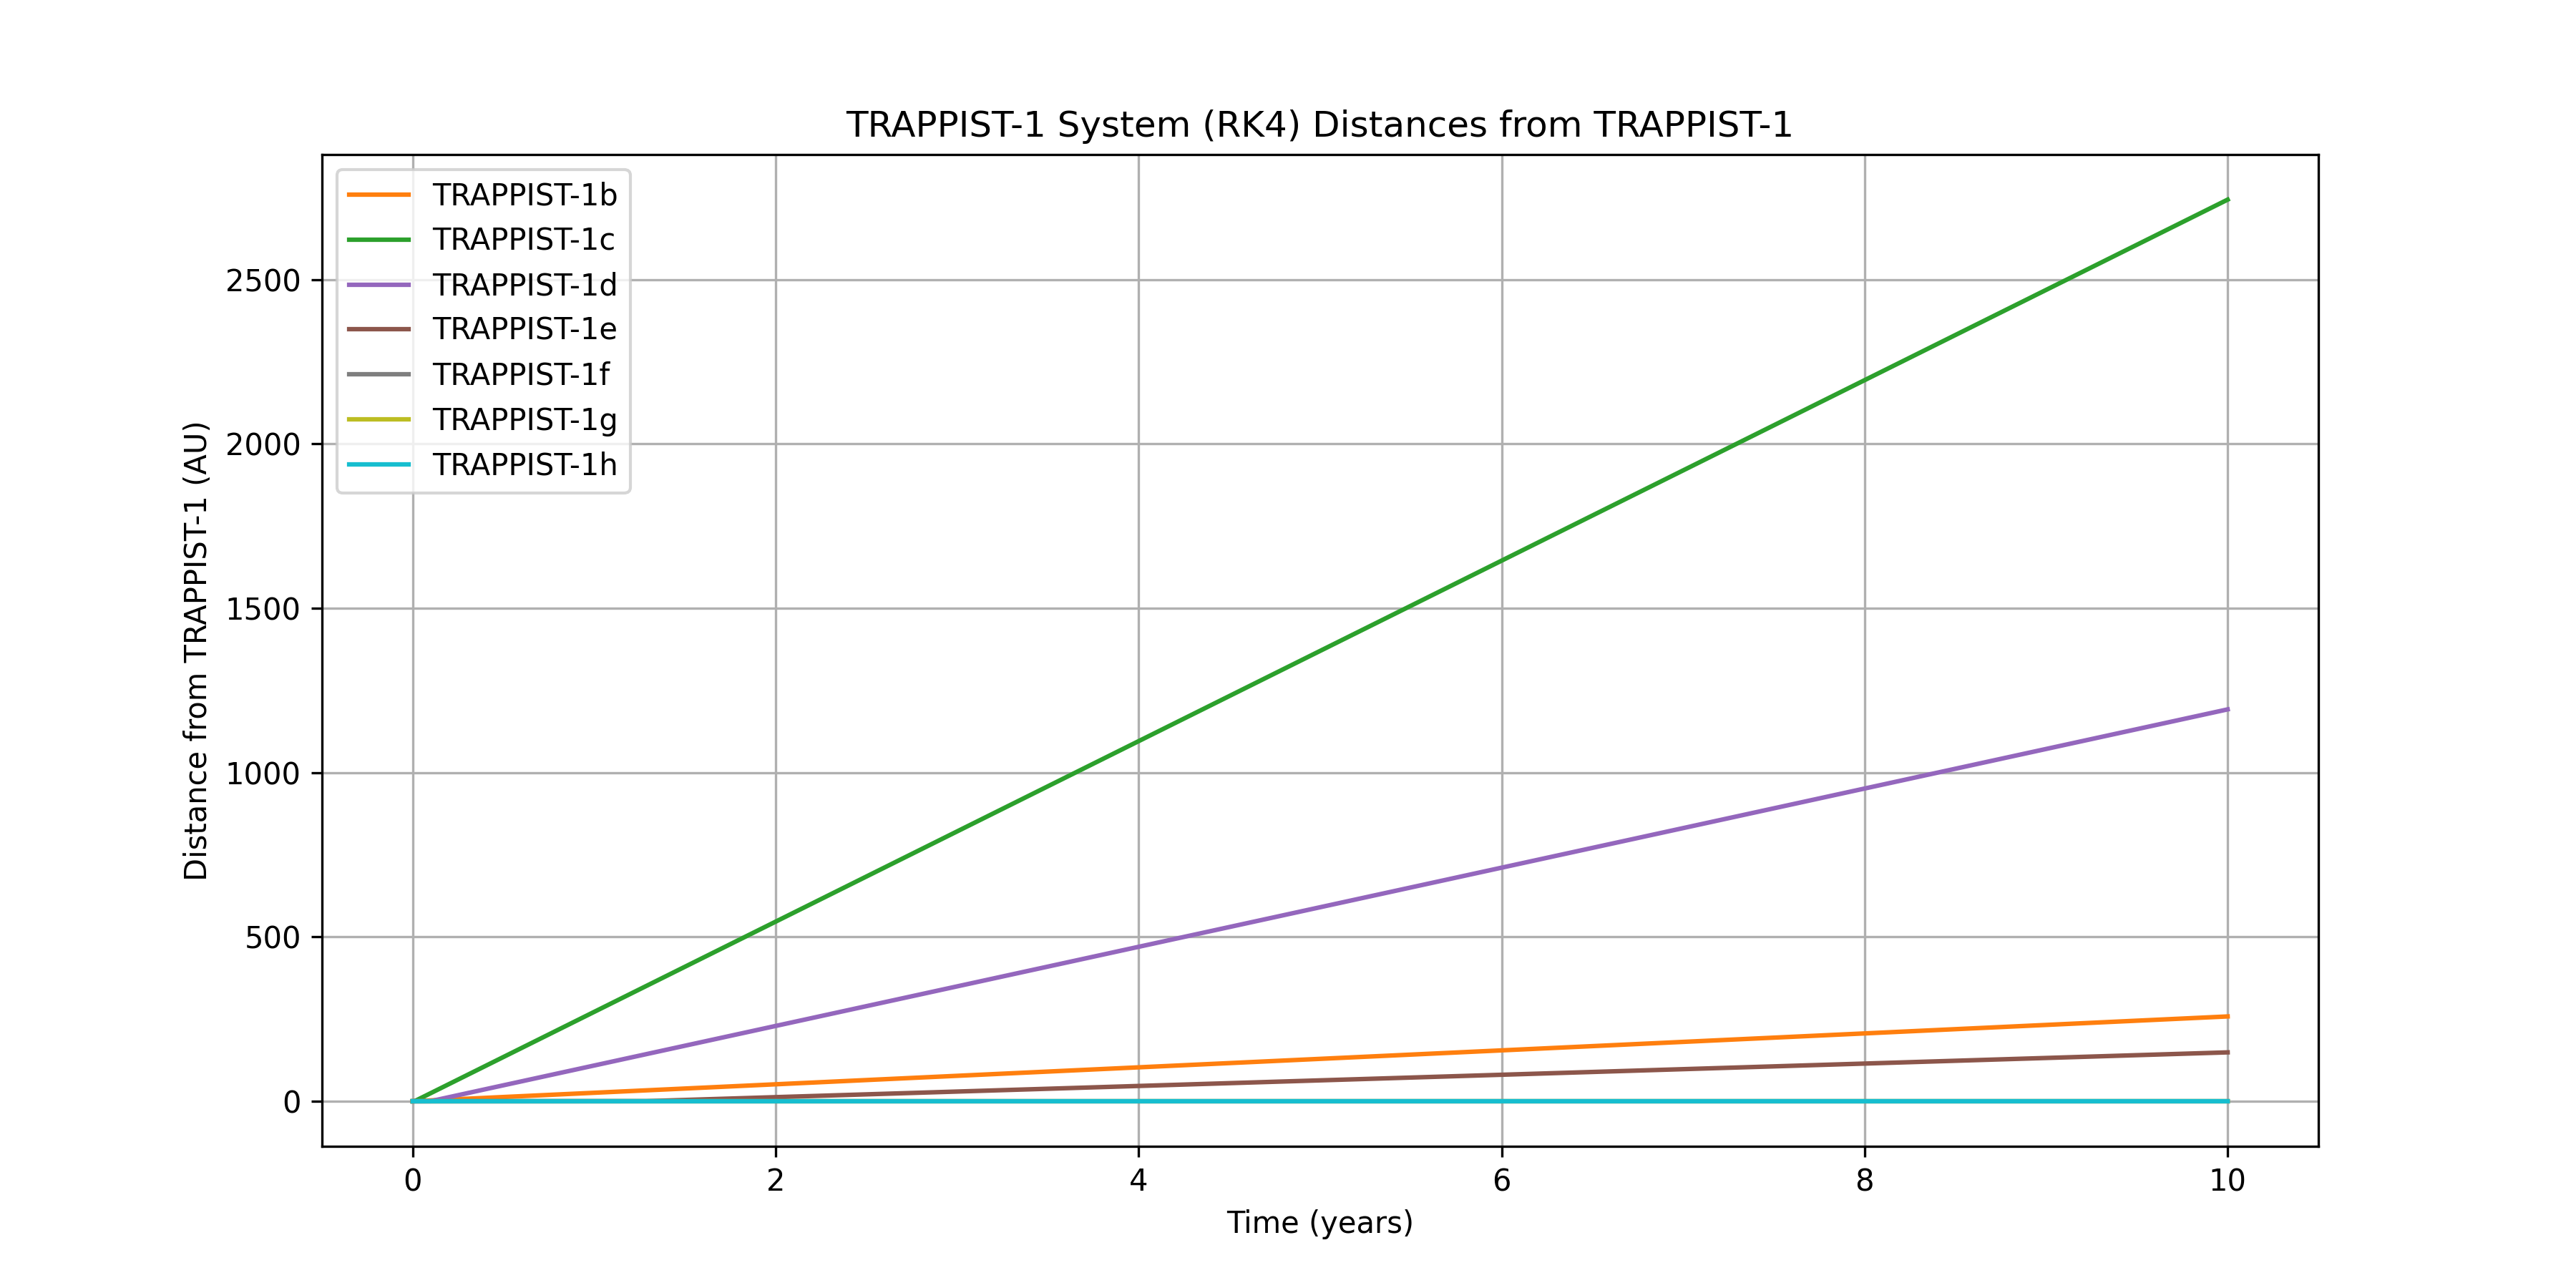 TRAPPIST-1 System (RK4) Distances from TRAPPIST-1
TRAPPIST-1b
TRAPPIST-1c
TRAPPIST-1d
TRAPPIST-1e
TRAPPIST-1f
TRAPPIST-1g
TRAPPIST-1h
Distance from TRAPPIST-1 (AU)
2500
2000
1500
1000
500
0
0 2 4 6 8 10
Time (years)